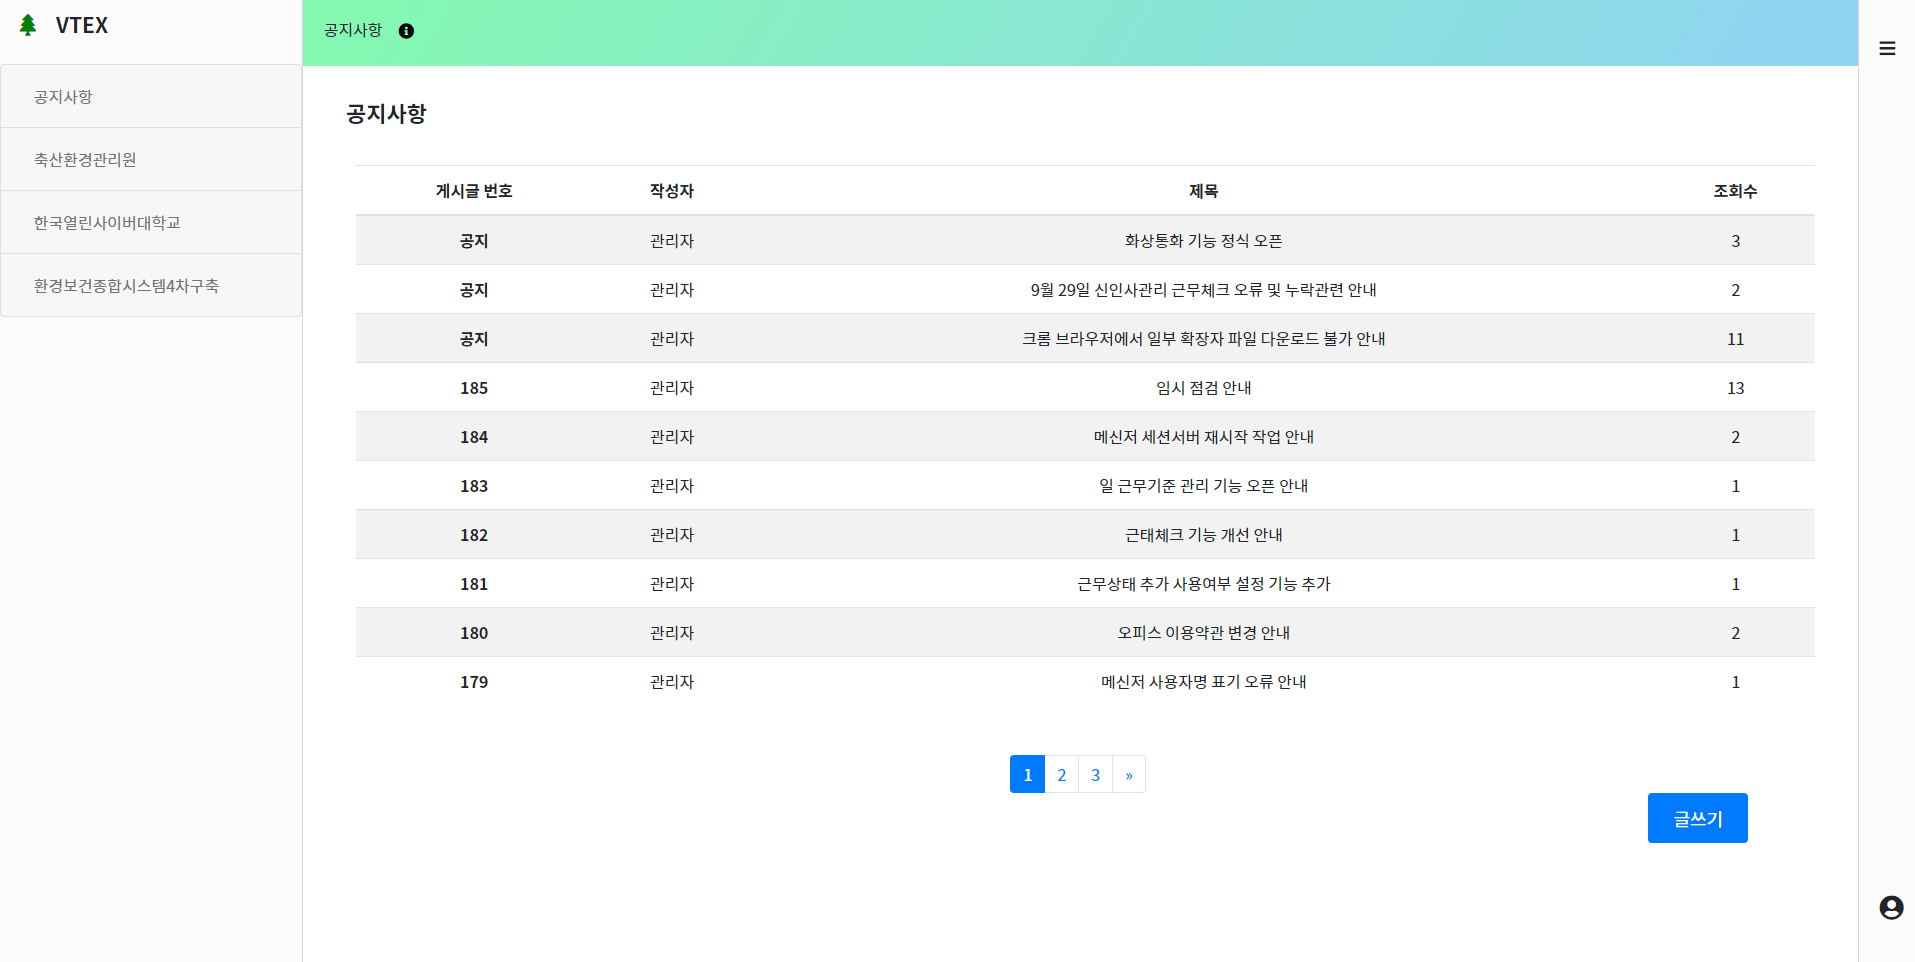 VTEX
공지사항
축산환경관리원
한국열린사이버대학교
환경보건종합시스템4차구축
공지사항
공지사항
게시글 번호 작성자 제목 조회수
공지 관리자 화상통화 기능 정식 오픈 3
공지 관리자 9월 29일 신인사관리 근무체크 오류 및 누락관련 안내 2
공지 관리자 크롬 브라우저에서 일부 확장자 파일 다운로드 불가 안내 11
185 관리자 임시 점검 안내 13
184 관리자 메신저 세션서버 재시작 작업 안내 2
183 관리자 일 근무기준 관리 기능 오픈 안내 1
182 관리자 근태체크 기능 개선 안내 1
181 관리자 근무상태 추가 사용여부 설정 기능 추가 1
180 관리자 오피스 이용약관 변경 안내 2
179 관리자 메신저 사용자명 표기 오류 안내 1
1 2 3 »
글쓰기